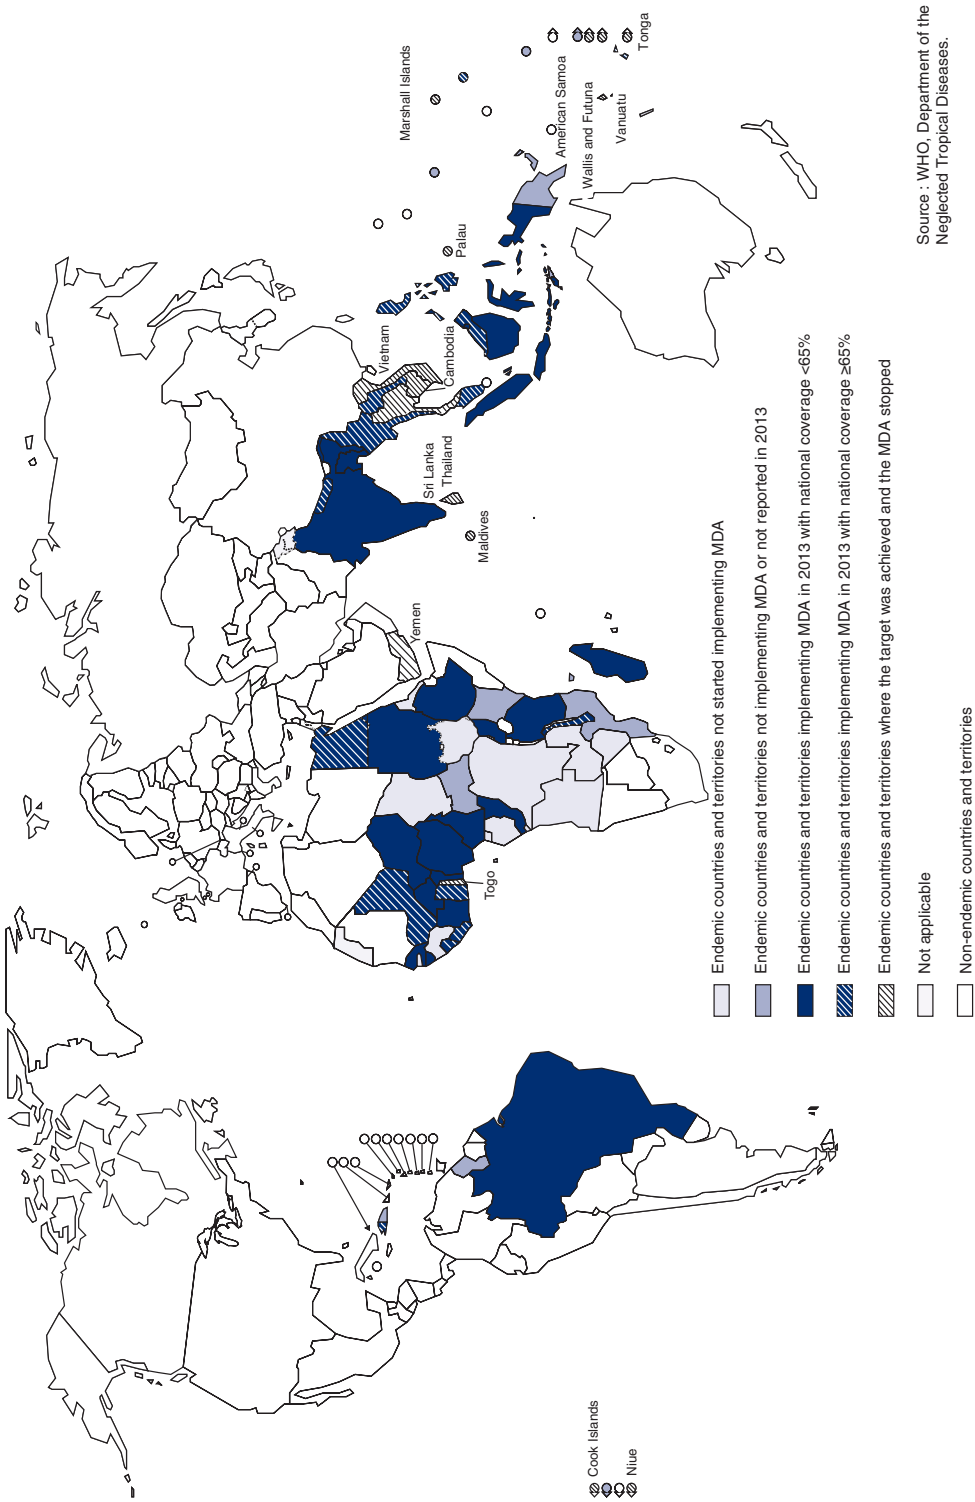 Cook Islands
Niue
Togo
Yemen
Maldives
Sri Lanka
Thailand
Cambodia
Vietnam
Palau
Marshall Islands
American Samoa
Wallis and Futuna
Vanuatu
Tonga
Endemic countries and territories not started implementing MDA
Endemic countries and territories not implementing MDA or not reported in 2013
Endemic countries and territories implementing MDA in 2013 with national coverage <65%
Endemic countries and territories implementing MDA in 2013 with national coverage ≥65%
Endemic countries and territories where the target was achieved and the MDA stopped
Not applicable
Non-endemic countries and territories
Source : WHO, Department of the
Neglected Tropical Diseases.